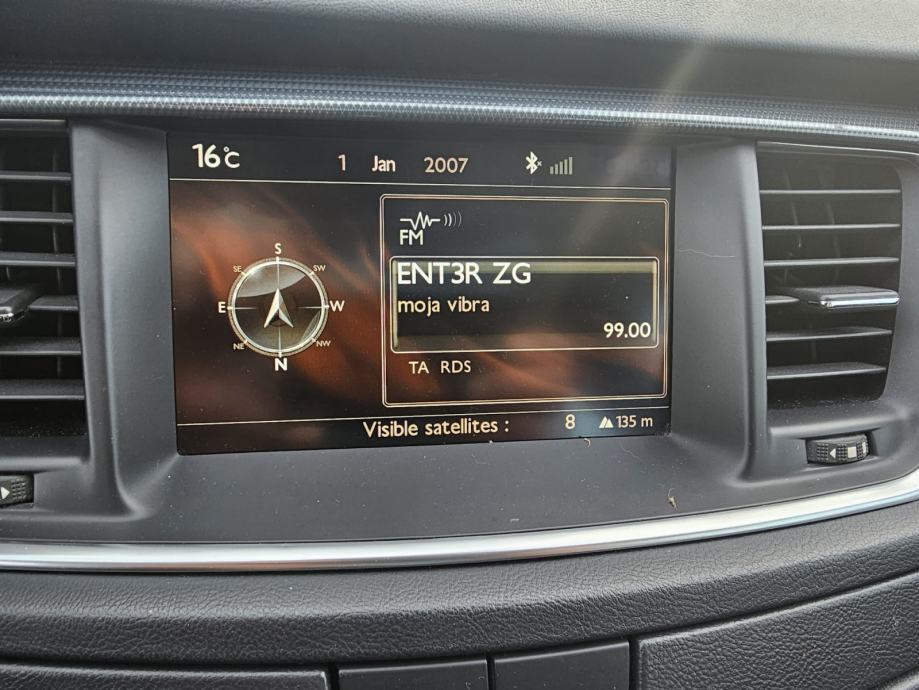 16°C 1 Jan 2007
S
SE SW
E W
NE NW
N
FM
ENT3R ZG
moja vibra
99.00
TA RDS
Visible satellites : 8 135 m